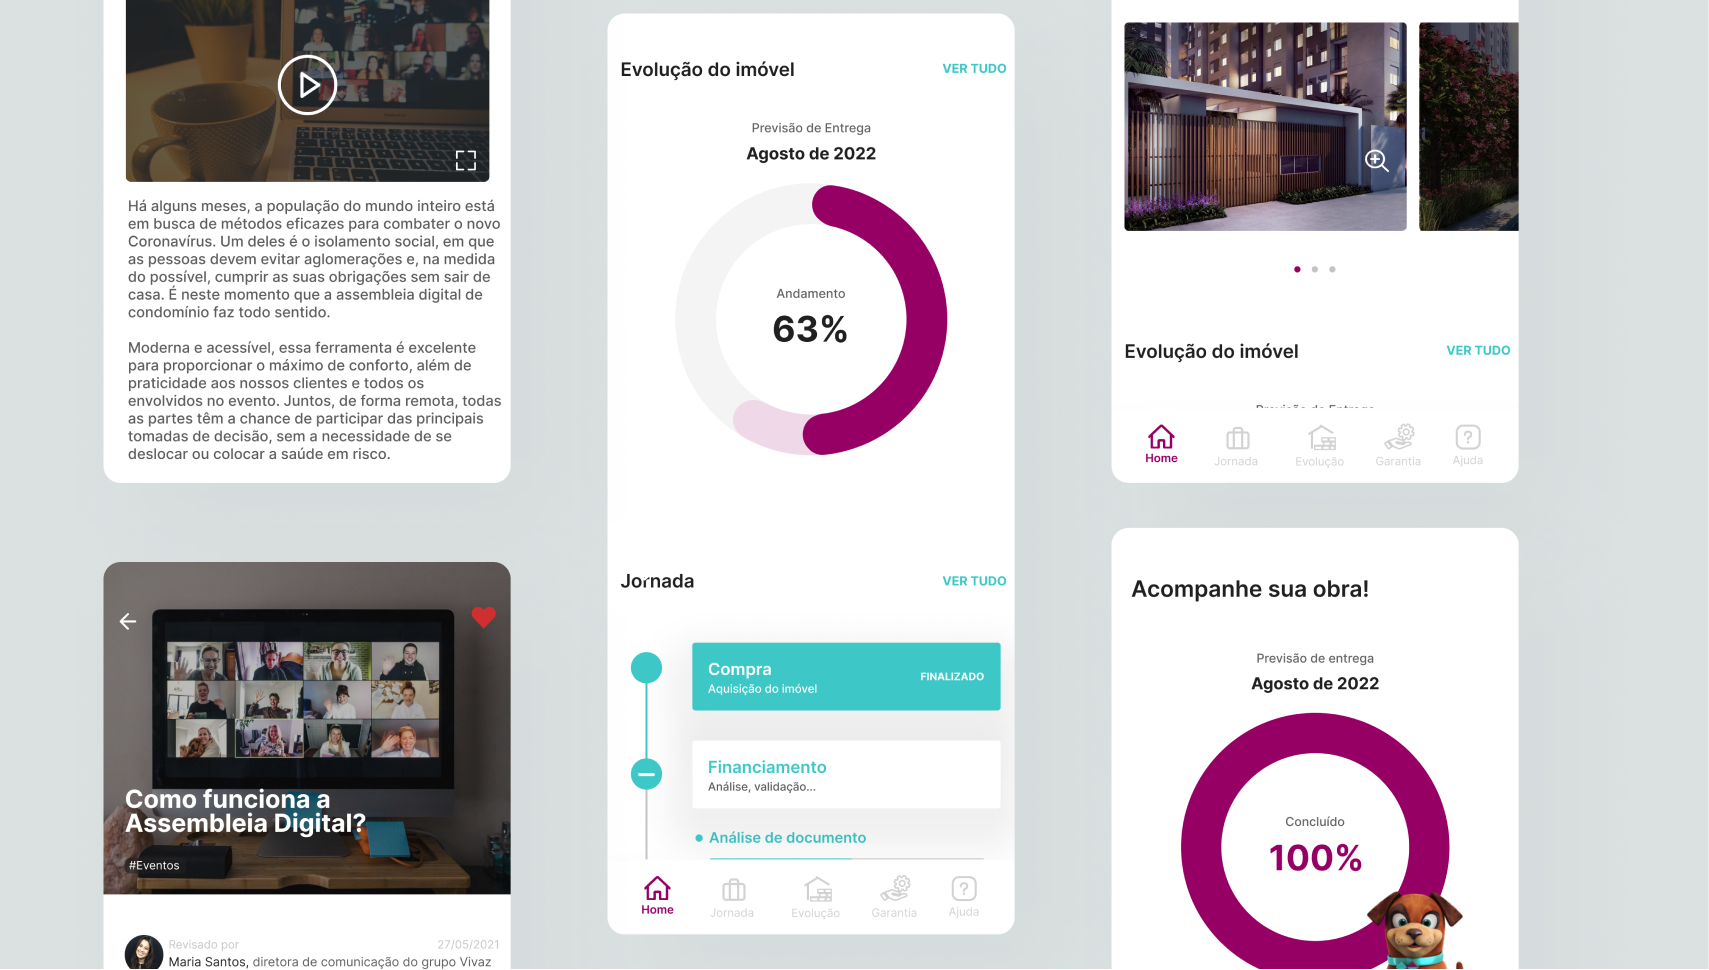 Há alguns meses, a população do mundo inteiro está
em busca de métodos eficazes para combater o novo
Coronavírus. Um deles é o isolamento social, em que
as pessoas devem evitar aglomerações e, na medida
do possível, cumprir as suas obrigações sem sair de
casa. É neste momento que a assembleia digital de
condomínio faz todo sentido.
Moderna e acessível, essa ferramenta é excelente
para proporcionar o máximo de conforto, além de
praticidade aos nossos clientes e todos os
envolvidos no evento. Juntos, de forma remota, todas
as partes têm a chance de participar das principais
tomadas de decisão, sem a necessidade de se
deslocar ou colocar a saúde em risco.
Como funciona a
Assembleia Digital?
#Eventos
Revisado por 27/05/2021
Maria Santos, diretora de comunicação do grupo Vivaz
Evolução do imóvel VER TUDO
Previsão de Entrega
Agosto de 2022
Andamento
63%
Jornada VER TUDO
Compra
Aquisição do imóvel
FINALIZADO
Financiamento
Análise, validação...
Análise de documento
Home Jornada Evolução Garantia Ajuda
Evolução do imóvel VER TUDO
Previsão de Entrega
Home Jornada Evolução Garantia Ajuda
Acompanhe sua obra!
Previsão de entrega
Agosto de 2022
Concluído
100%